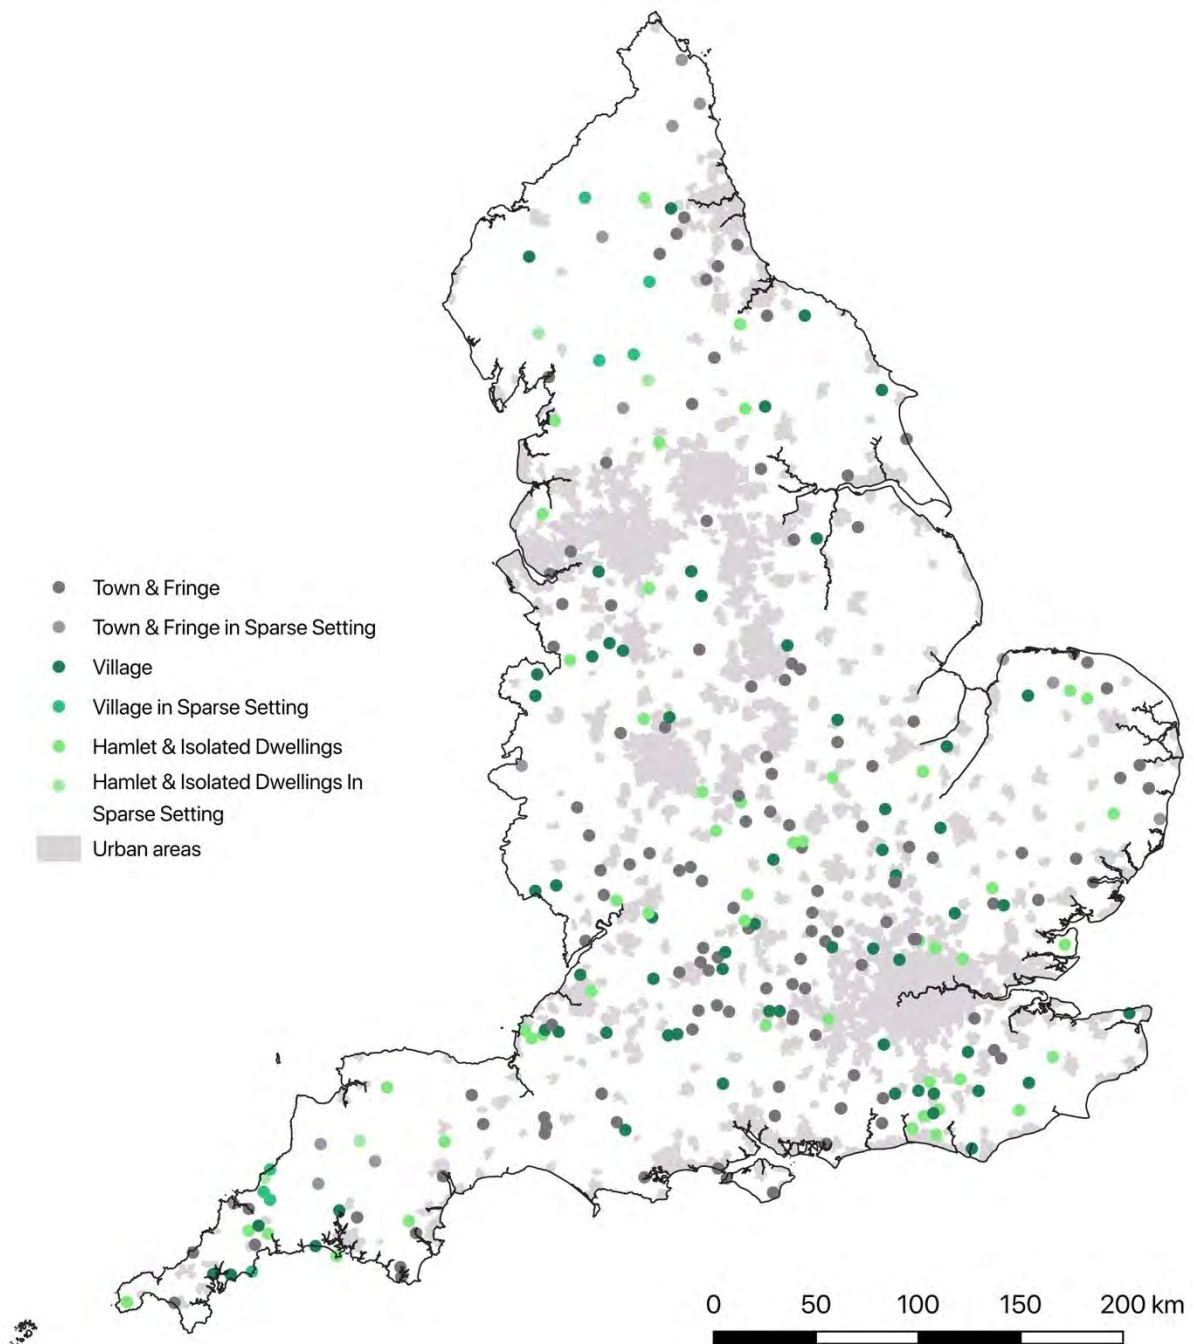 Town & Fringe
Town & Fringe in Sparse Setting
Village
Village in Sparse Setting
Hamlet & Isolated Dwellings
Hamlet & Isolated Dwellings In
Sparse Setting
Urban areas
0 50 100 150 200 km